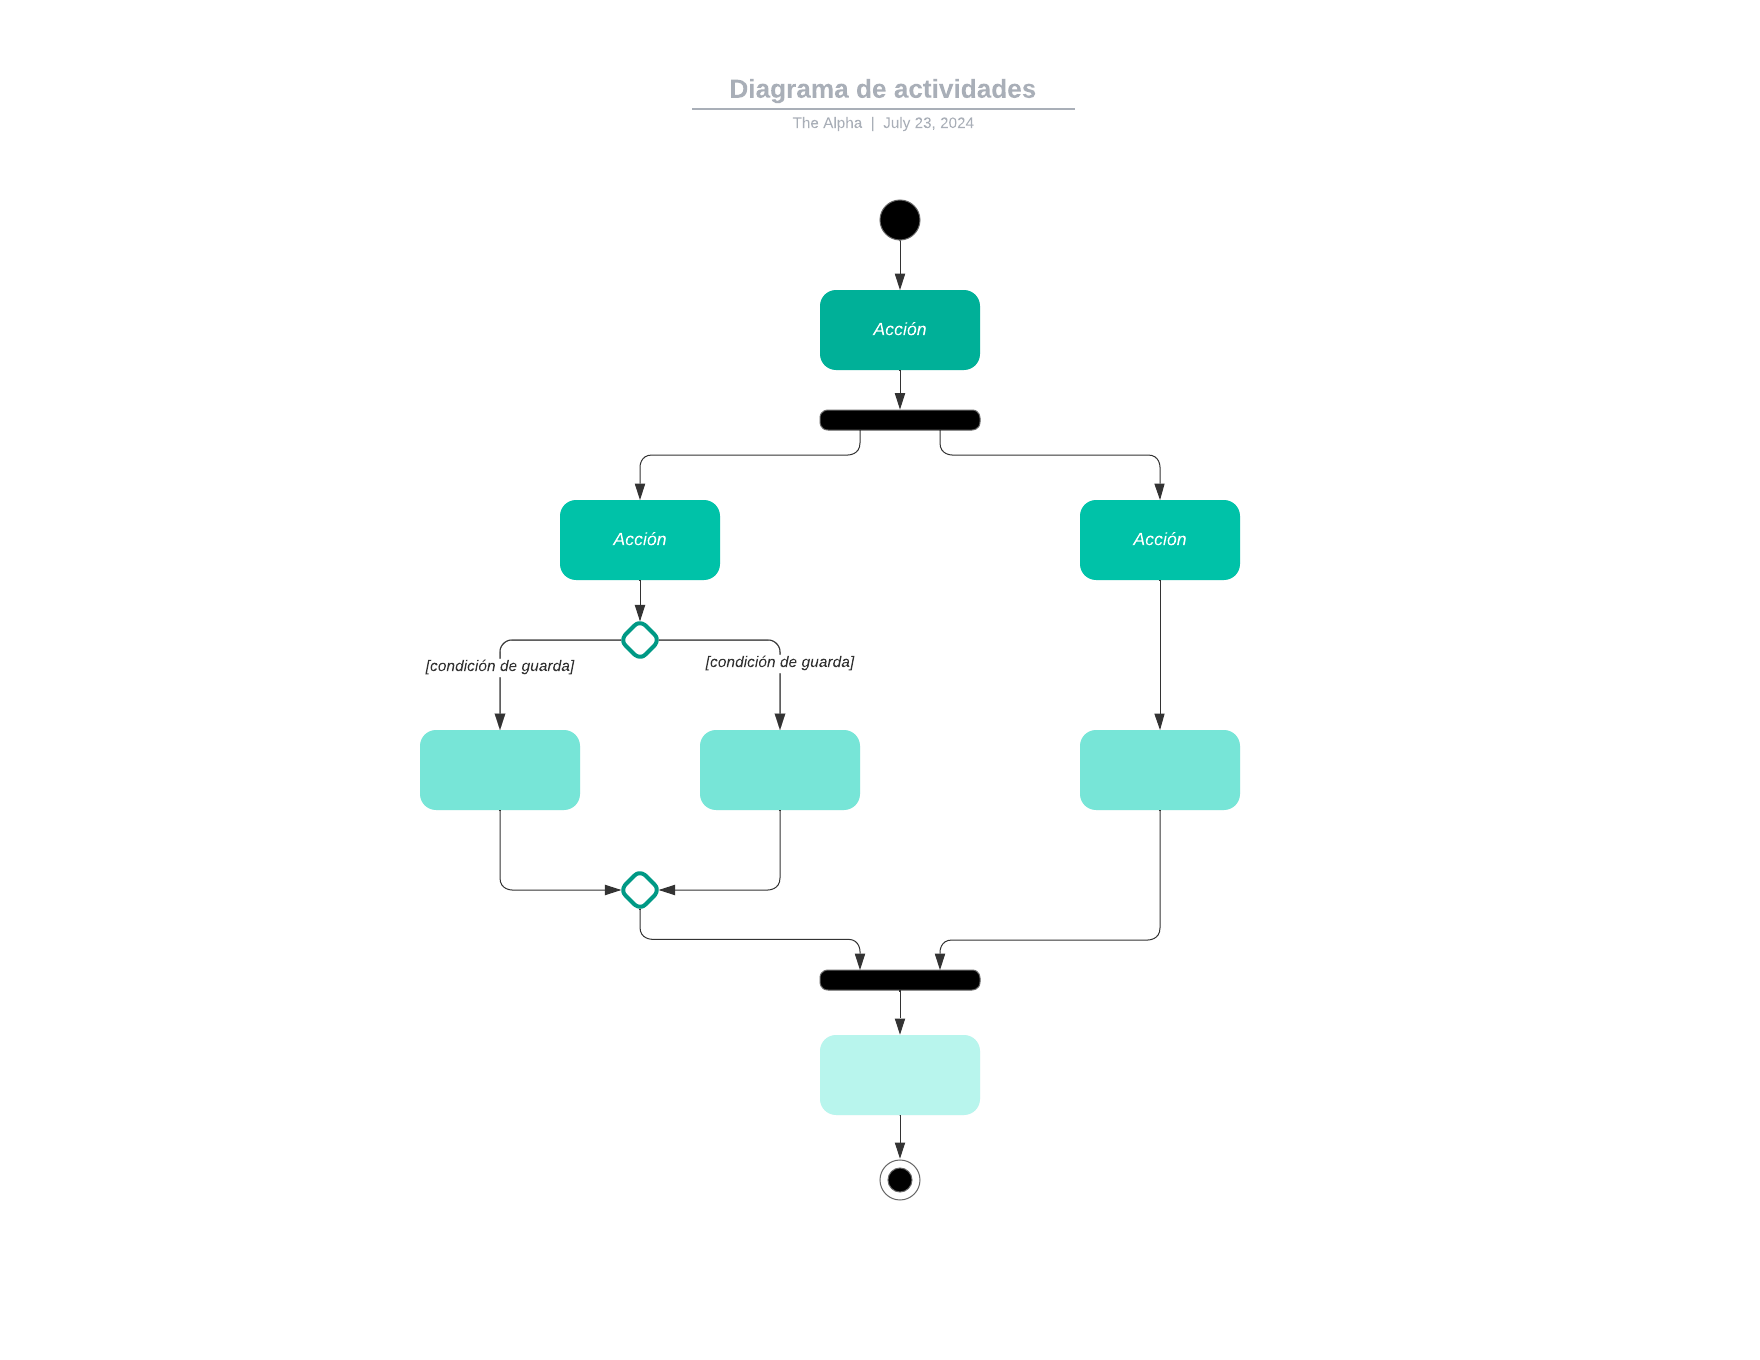 Diagrama de actividades
The Alpha | July 23, 2024
Acción
Acción
Acción
[condición de guarda]
[condición de guarda]